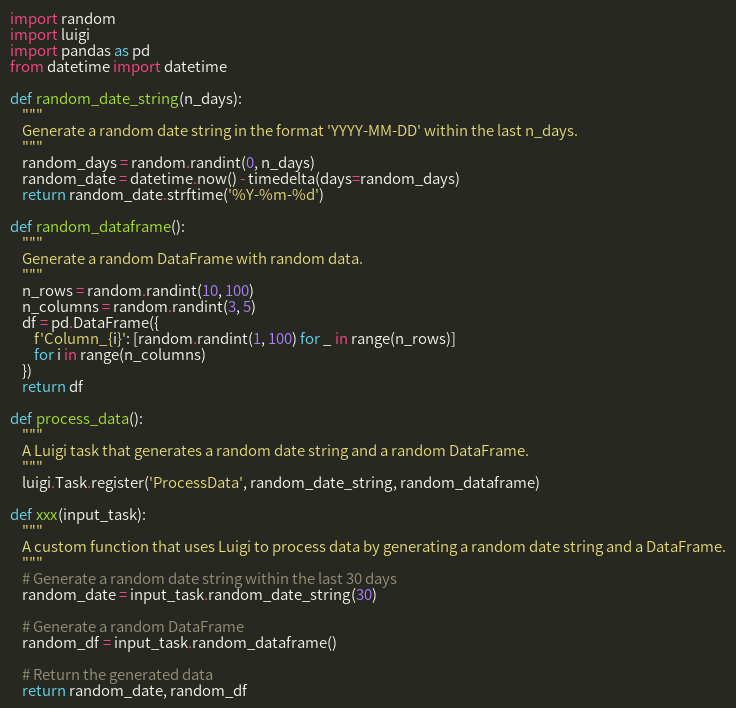 import random
import luigi
import pandas as pd
from datetime import datetime

def random_date_string(n_days):
    """
    Generate a random date string in the format 'YYYY-MM-DD' within the last n_days.
    """
    random_days = random.randint(0, n_days)
    random_date = datetime.now() - timedelta(days=random_days)
    return random_date.strftime('%Y-%m-%d')

def random_dataframe():
    """
    Generate a random DataFrame with random data.
    """
    n_rows = random.randint(10, 100)
    n_columns = random.randint(3, 5)
    df = pd.DataFrame({
        f'Column_{i}': [random.randint(1, 100) for _ in range(n_rows)]
        for i in range(n_columns)
    })
    return df

def process_data():
    """
    A Luigi task that generates a random date string and a random DataFrame.
    """
    luigi.Task.register('ProcessData', random_date_string, random_dataframe)

def xxx(input_task):
    """
    A custom function that uses Luigi to process data by generating a random date string and a DataFrame.
    """
    # Generate a random date string within the last 30 days
    random_date = input_task.random_date_string(30)

    # Generate a random DataFrame
    random_df = input_task.random_dataframe()

    # Return the generated data
    return random_date, random_df